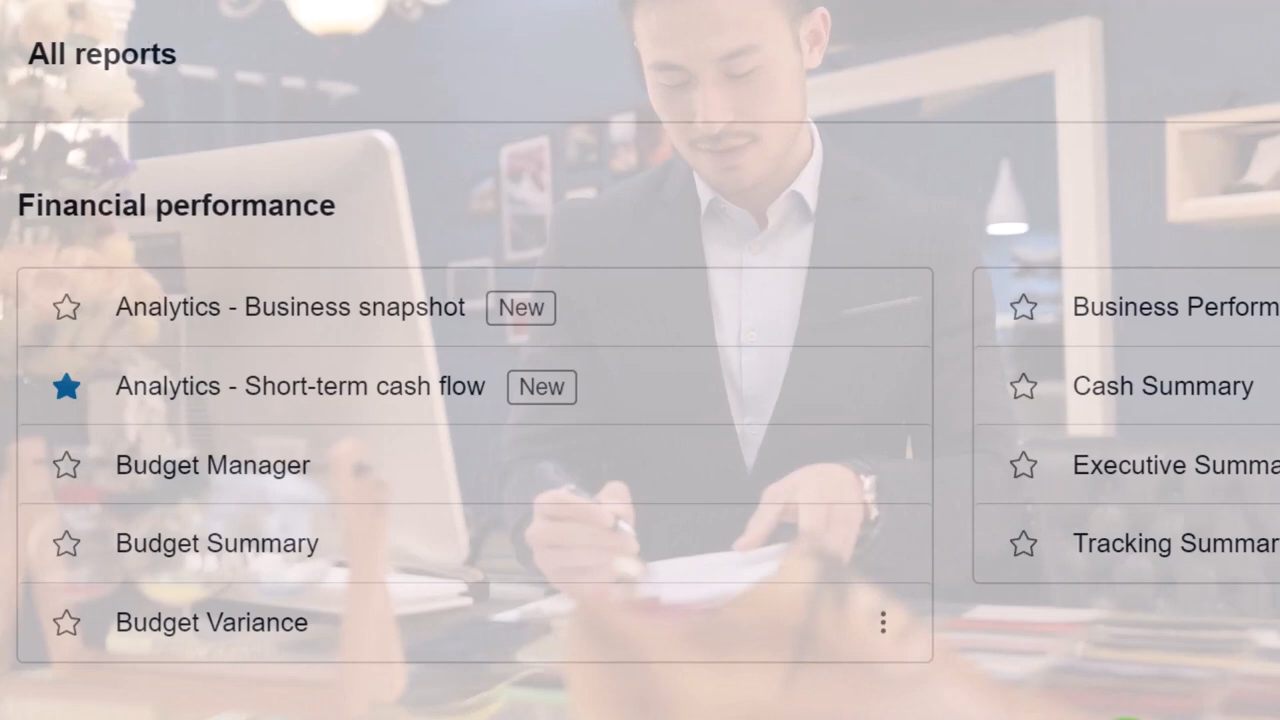 All reports
Financial performance
Analytics - Business snapshot New
Analytics - Short-term cash flow New
Budget Manager
Budget Summary
Budget Variance
Business Perform
Cash Summary
Executive Summa
Tracking Summar